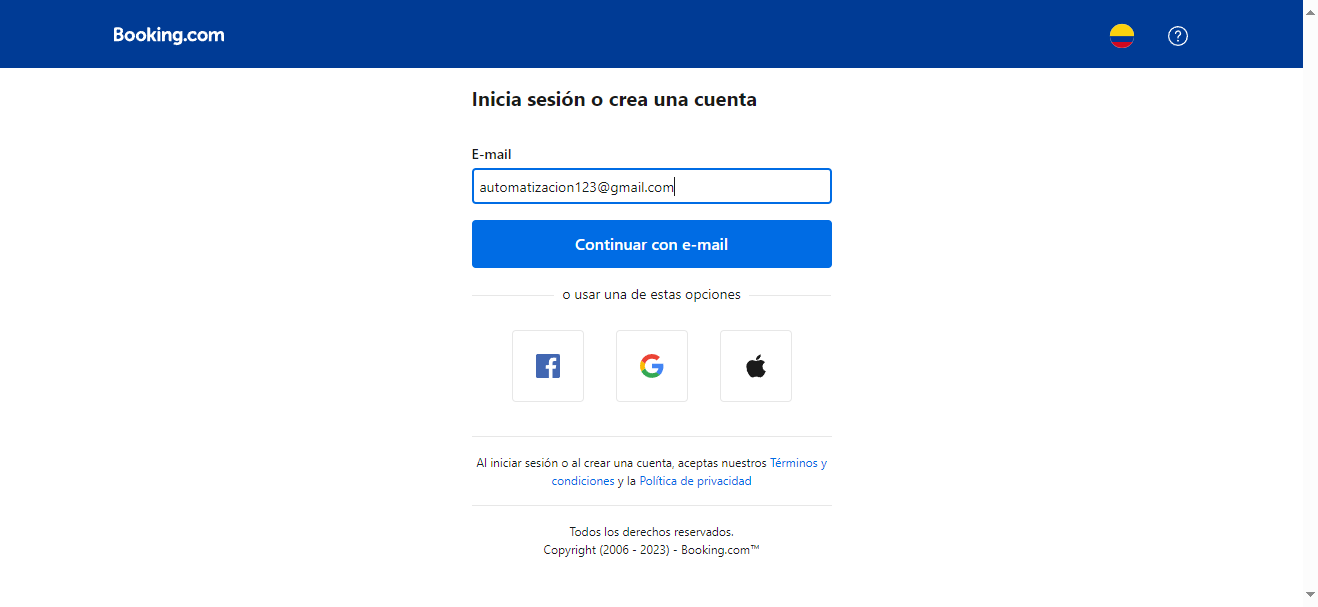 Booking.com
Inicia sesión o crea una cuenta
E-mail
automatizacion123@gmail.com
Continuar con e-mail
o usar una de estas opciones
Al iniciar sesión o al crear una cuenta, aceptas nuestros Términos y
condiciones y la Política de privacidad
Todos los derechos reservados.
Copyright (2006 - 2023) - Booking.com™